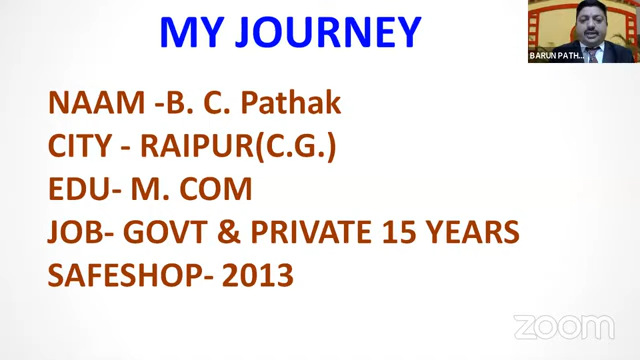 MY JOURNEY
BARUN PATH...
NAAM -B. C. Pathak
CITY - RAIPUR(C.G.)
EDU- M. COM
JOB- GOVT & PRIVATE 15 YEARS
SAFESHOP- 2013
zoom